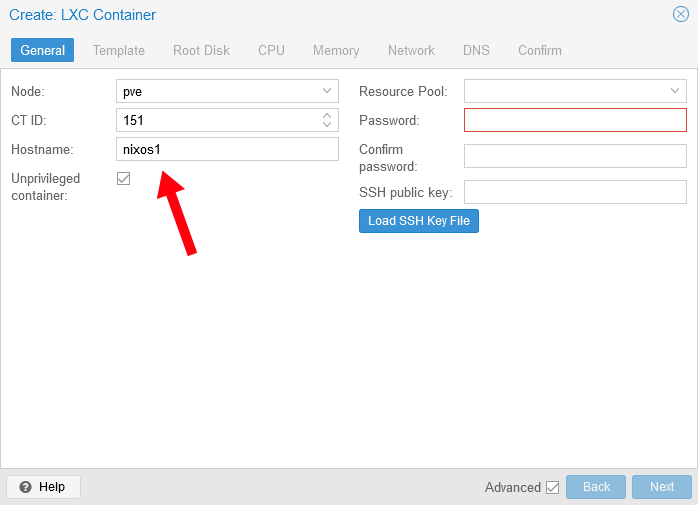 Create: LXC Container
General Template Root Disk CPU Memory Network DNS Confirm
Node: pve
CT ID: 151
Hostname: nixos1
Unprivileged
container:
Resource Pool:
Password:
Confirm
password:
SSH public key:
Load SSH Key File
Help
Advanced
Back
Next